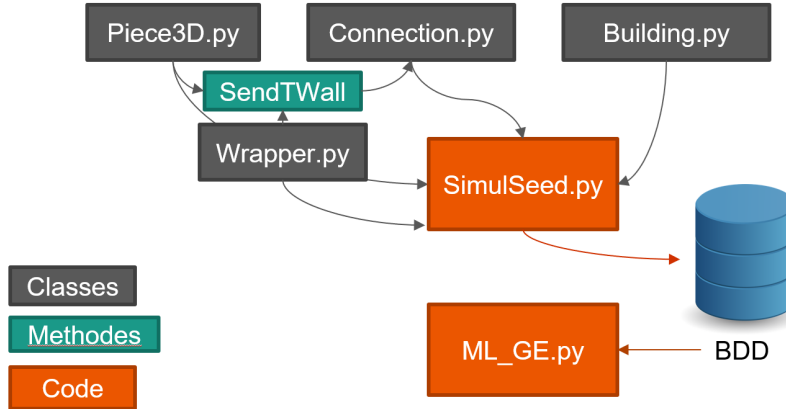 Piece3D.py
Connection.py
Building.py
SendTWall
Wrapper.py
SimulSeed.py
Classes
Methodes
Code
ML_GE.py
BDD